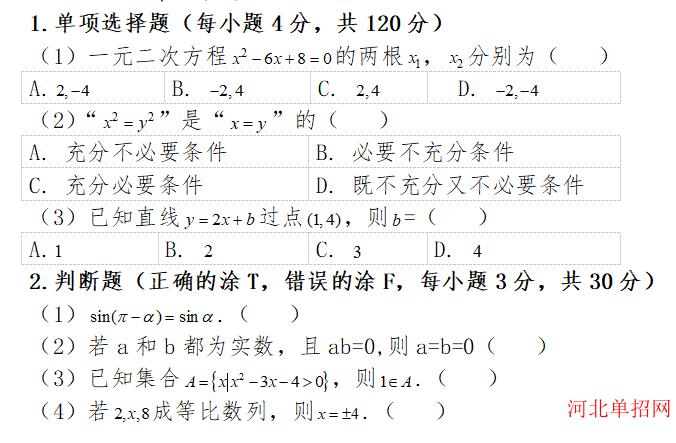 1.单项选择题（每小题 4 分，共 120 分）
（1）一元二次方程 x²－6x＋8＝0 的两根 x₁，x₂ 分别为（ ）
A. 2,－4 B. －2,4 C. 2,4 D. －2,－4
（2）“ x²＝y² ”是“ x＝y ”的（ ）
A. 充分不必要条件 B. 必要不充分条件
C. 充分必要条件 D. 既不充分又不必要条件
（3）已知直线 y＝2x＋b 过点 (1,4)，则 b=（ ）
A. 1 B. 2 C. 3 D. 4
2.判断题（正确的涂 T，错误的涂 F，每小题 3 分，共 30 分）
（1）sin(π－α)＝sinα.（ ）
（2）若 a 和 b 都为实数，且 ab=0,则 a=b=0（ ）
（3）已知集合 A={x|x²－3x－4>0}，则 1∈A.（ ）
（4）若 2,x,8 成等比数列，则 x＝±4.（ ）
河北单招网